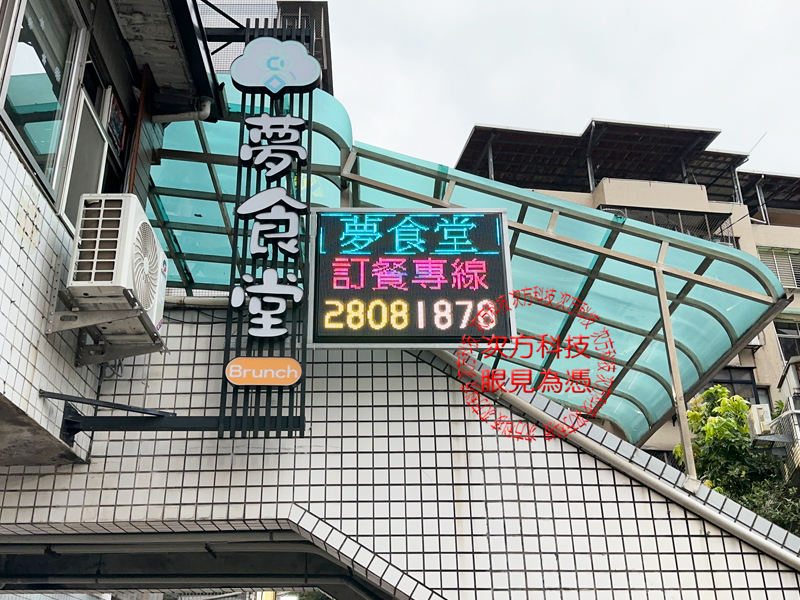 夢食堂
Brunch
夢食堂
訂餐專線
28081878
次方科技
眼見為憑